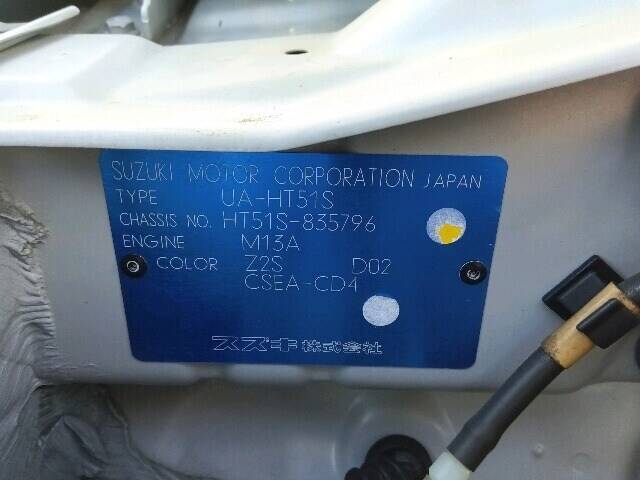 SUZUKI MOTOR CORPORATION JAPAN
TYPE UA-HT51S
CHASSIS NO. HT51S-835796
ENGINE M13A
COLOR Z2S D02
CSEA-CD4
スズキ株式会社